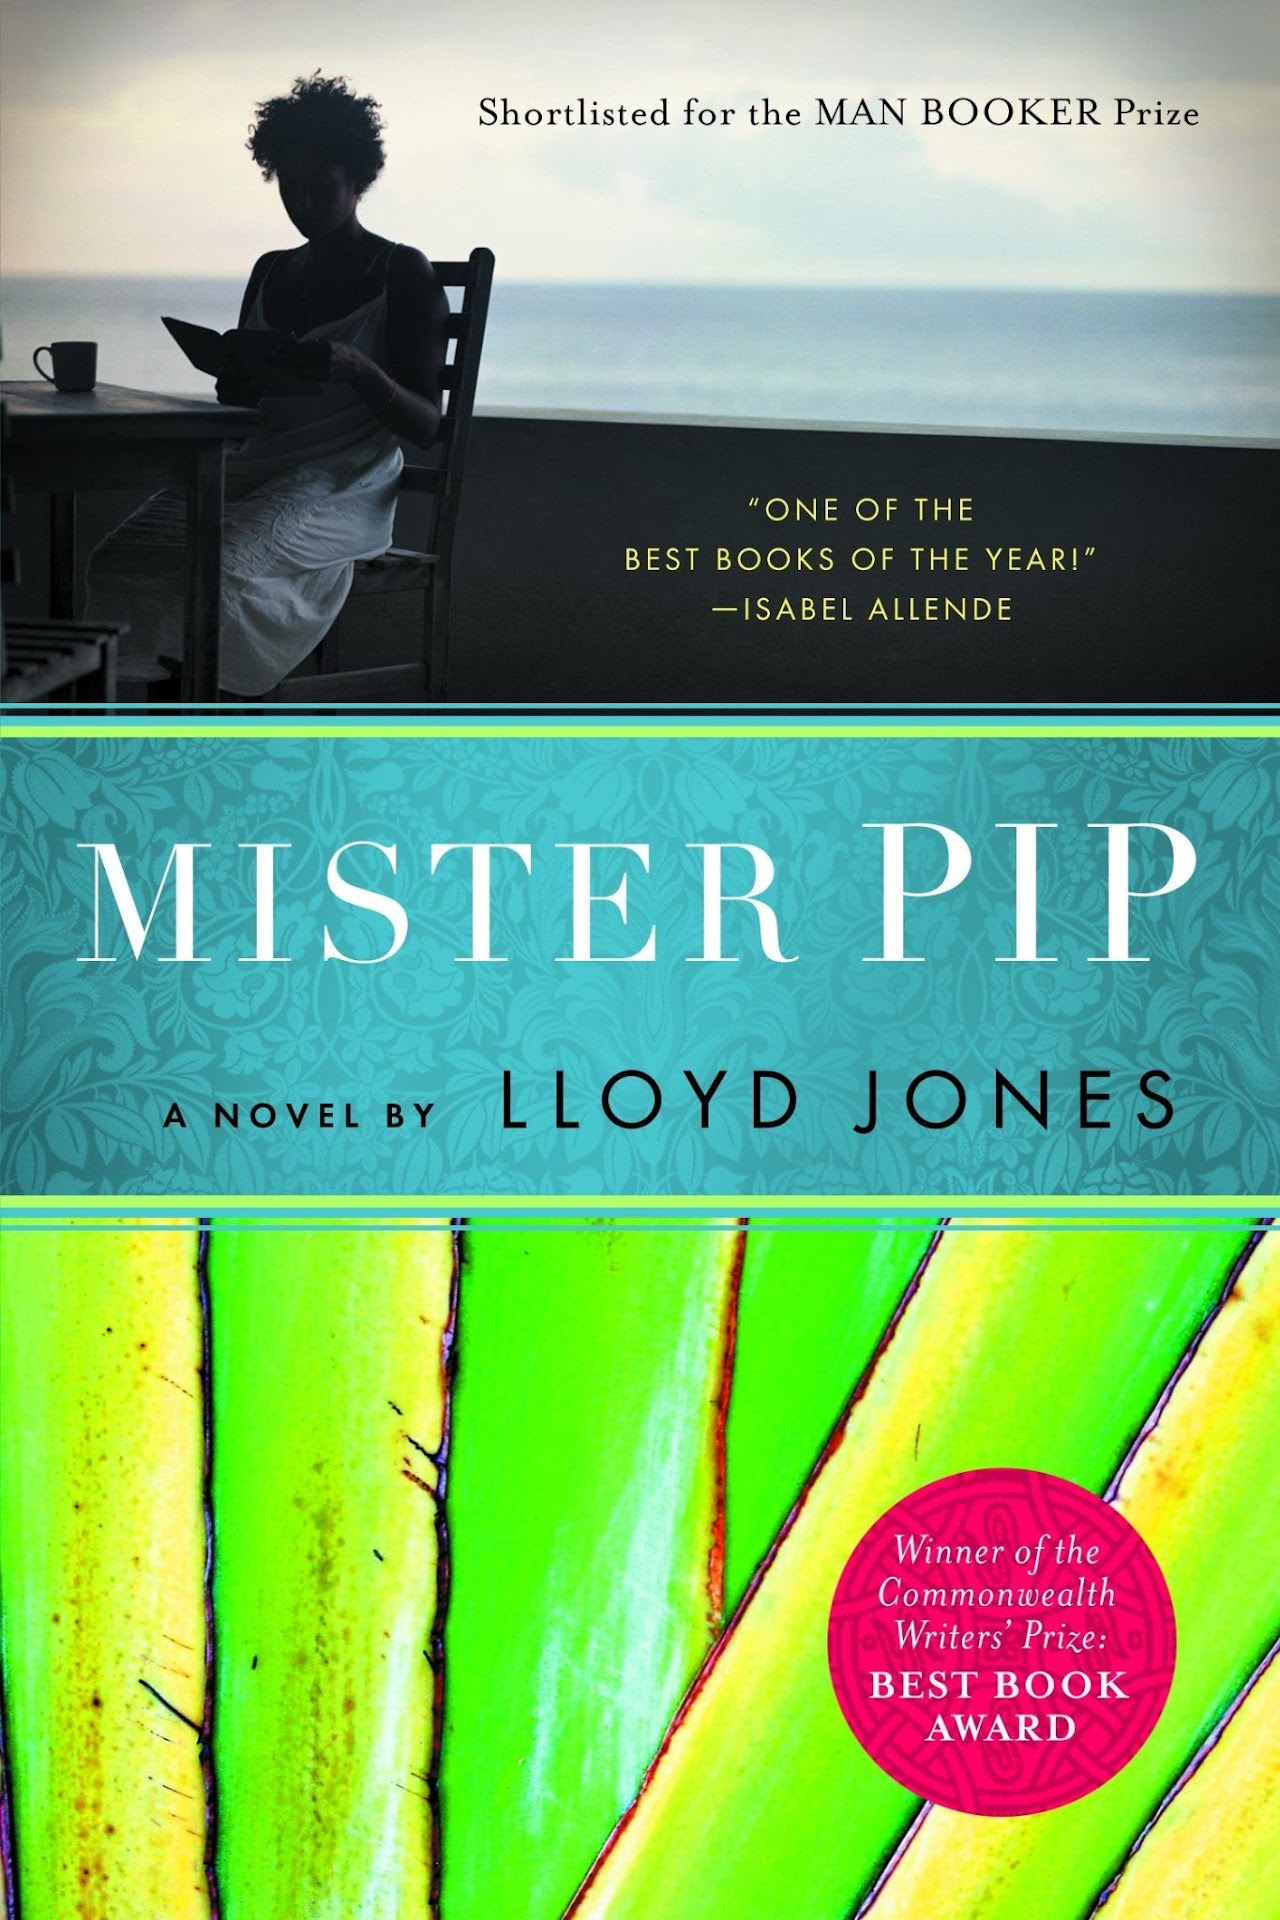 Shortlisted for the MAN BOOKER Prize
“ONE OF THE
BEST BOOKS OF THE YEAR!”
—ISABEL ALLENDE
MISTER PIP
A NOVEL BY LLOYD JONES
Winner of the
Commonwealth
Writers’ Prize:
BEST BOOK
AWARD